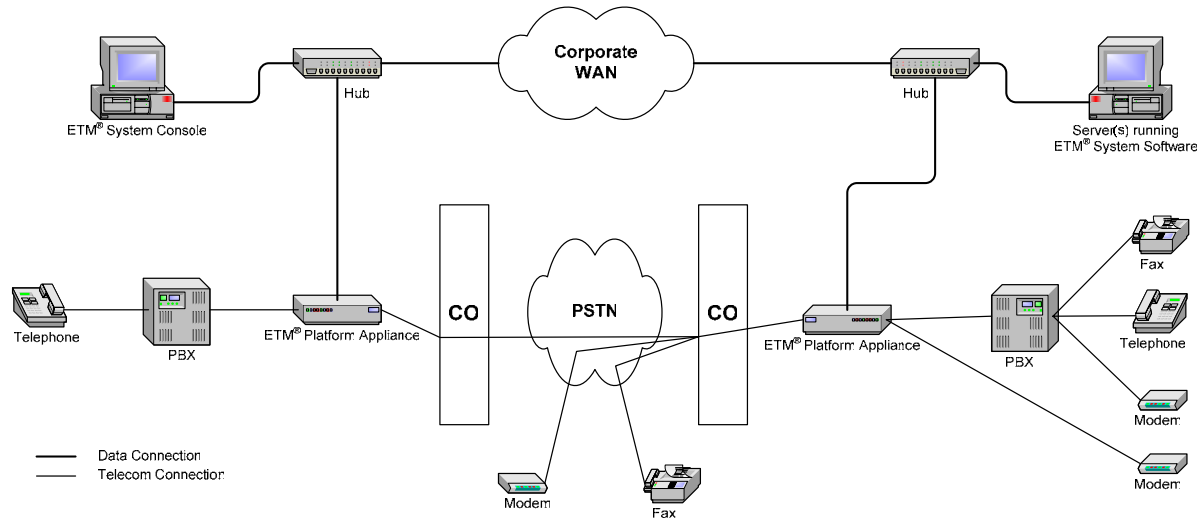 Corporate
WAN
Hub
Hub
ETM® System Console
Server(s) running
ETM® System Software
CO
PSTN
CO
Fax
Telephone
PBX
ETM® Platform Appliance
ETM® Platform Appliance
PBX
Telephone
Modem
Data Connection
Telecom Connection
Modem
Fax
Modem